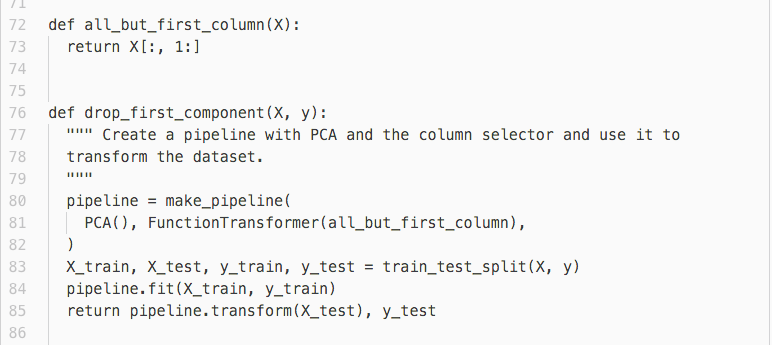 71
72 def all_but_first_column(X):
73   return X[:, 1:]
74
75
76 def drop_first_component(X, y):
77   """ Create a pipeline with PCA and the column selector and use it to
78   transform the dataset.
79   """
80   pipeline = make_pipeline(
81     PCA(), FunctionTransformer(all_but_first_column),
82   )
83   X_train, X_test, y_train, y_test = train_test_split(X, y)
84   pipeline.fit(X_train, y_train)
85   return pipeline.transform(X_test), y_test
86